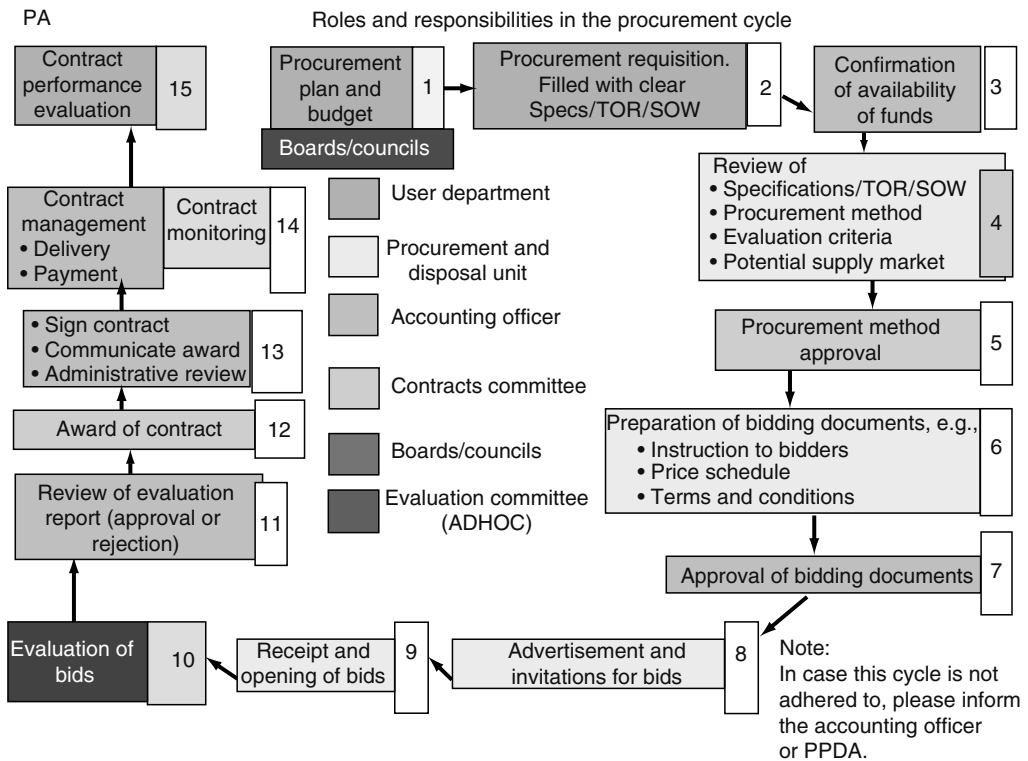 PA
Roles and responsibilities in the procurement cycle
Procurement
plan and
budget
1
Boards/councils
Procurement requisition.
Filled with clear
Specs/TOR/SOW
2
Confirmation
of availability
of funds
3
Review of
• Specifications/TOR/SOW
• Procurement method
• Evaluation criteria
• Potential supply market
4
Procurement method
approval
5
Preparation of bidding documents, e.g.,
• Instruction to bidders
• Price schedule
• Terms and conditions
6
Approval of bidding documents
7
Advertisement and
invitations for bids
8
Receipt and
opening of bids
9
Evaluation of
bids
10
Review of evaluation
report (approval or
rejection)
11
Award of contract
12
• Sign contract
• Communicate award
• Administrative review
13
Contract
management
• Delivery
• Payment
Contract
monitoring
14
Contract
performance
evaluation
15
User department
Procurement and
disposal unit
Accounting officer
Contracts committee
Boards/councils
Evaluation committee
(ADHOC)
Note:
In case this cycle is not
adhered to, please inform
the accounting officer
or PPDA.